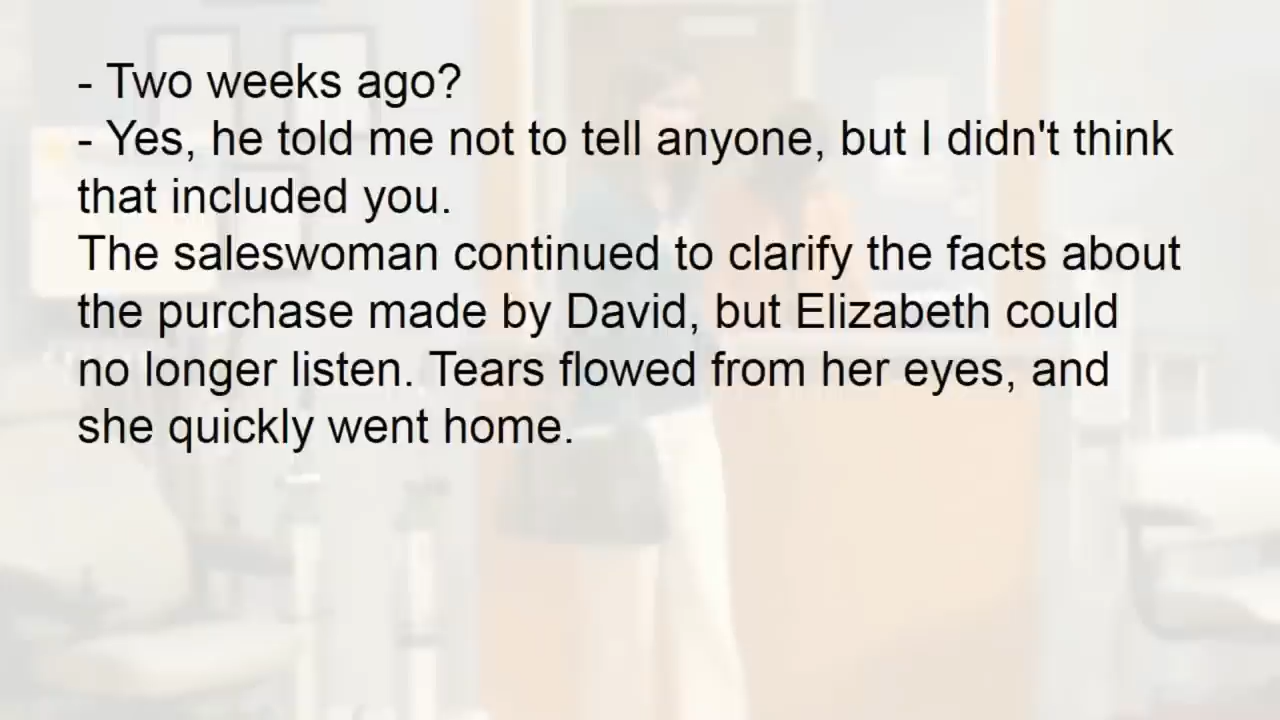 - Two weeks ago?
- Yes, he told me not to tell anyone, but I didn't think
that included you.
The saleswoman continued to clarify the facts about
the purchase made by David, but Elizabeth could
no longer listen. Tears flowed from her eyes, and
she quickly went home.